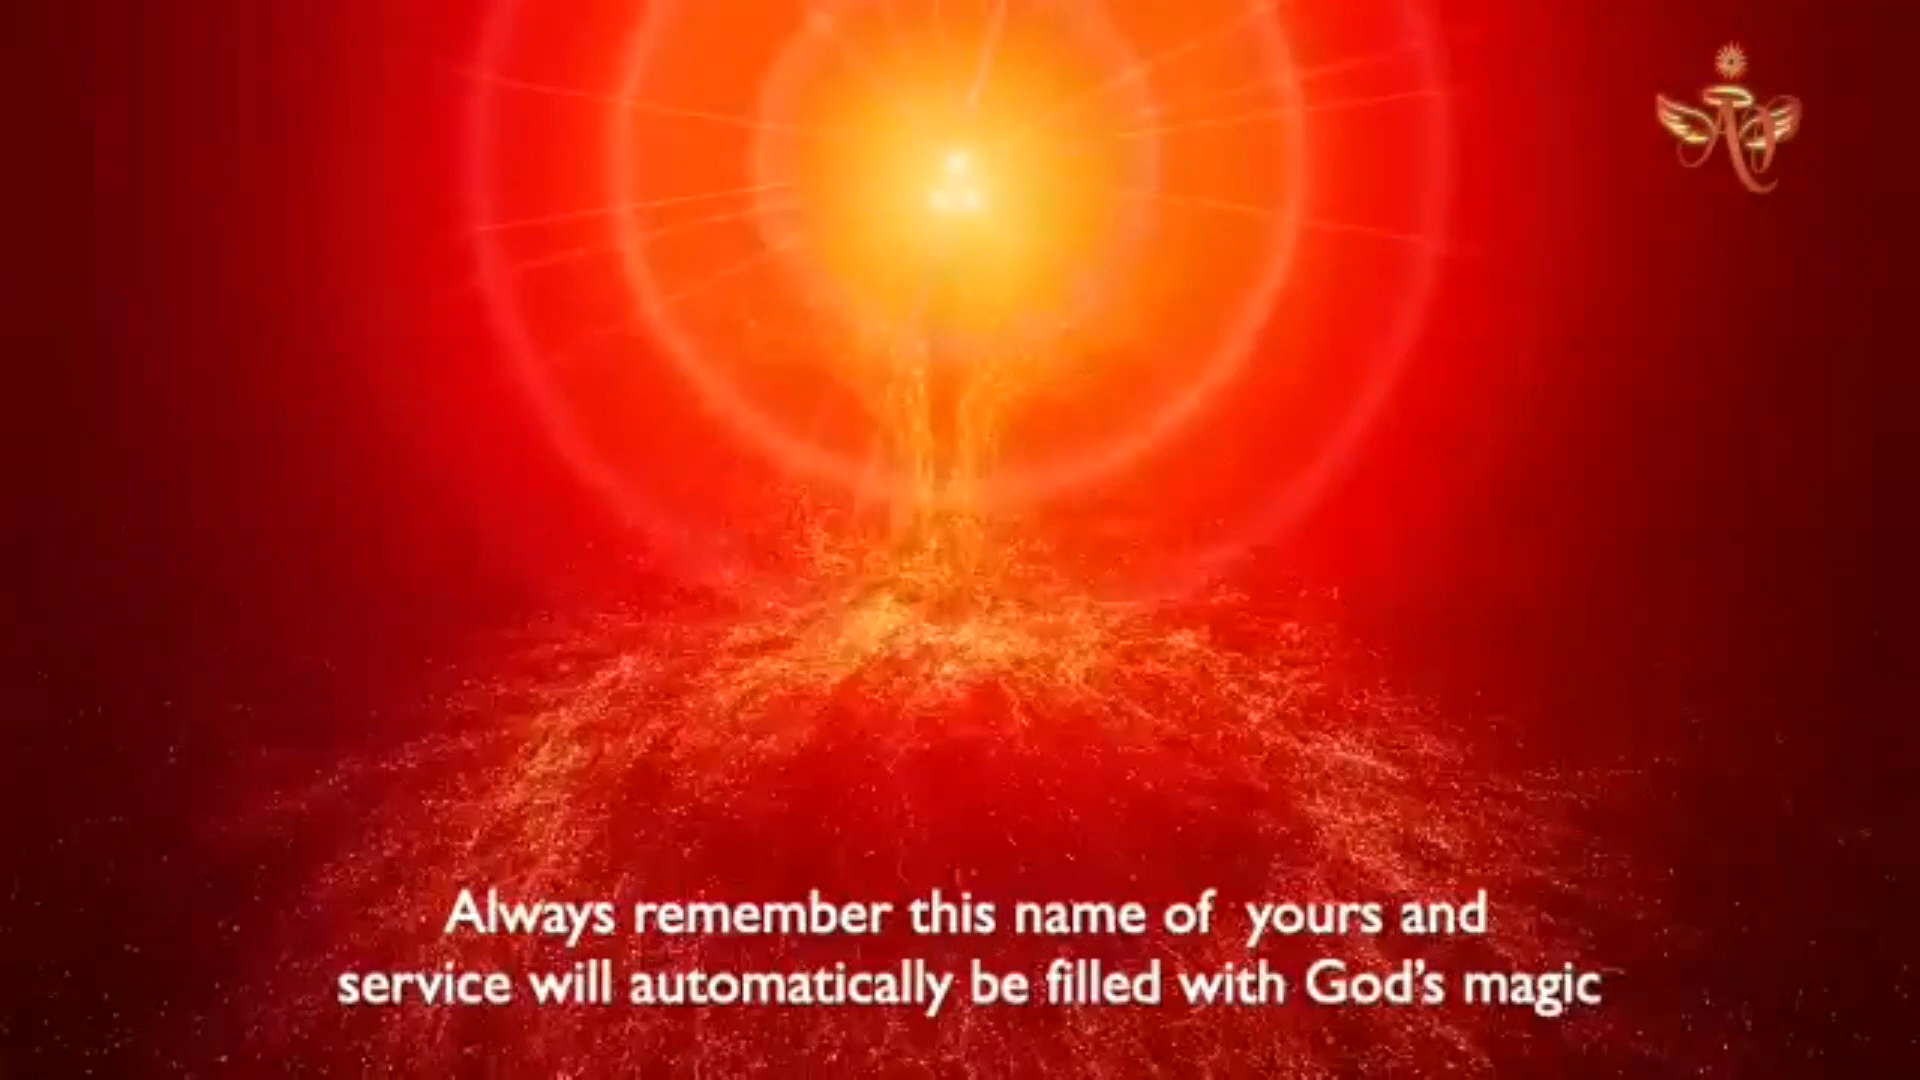 Always remember this name of yours and
service will automatically be filled with God's magic